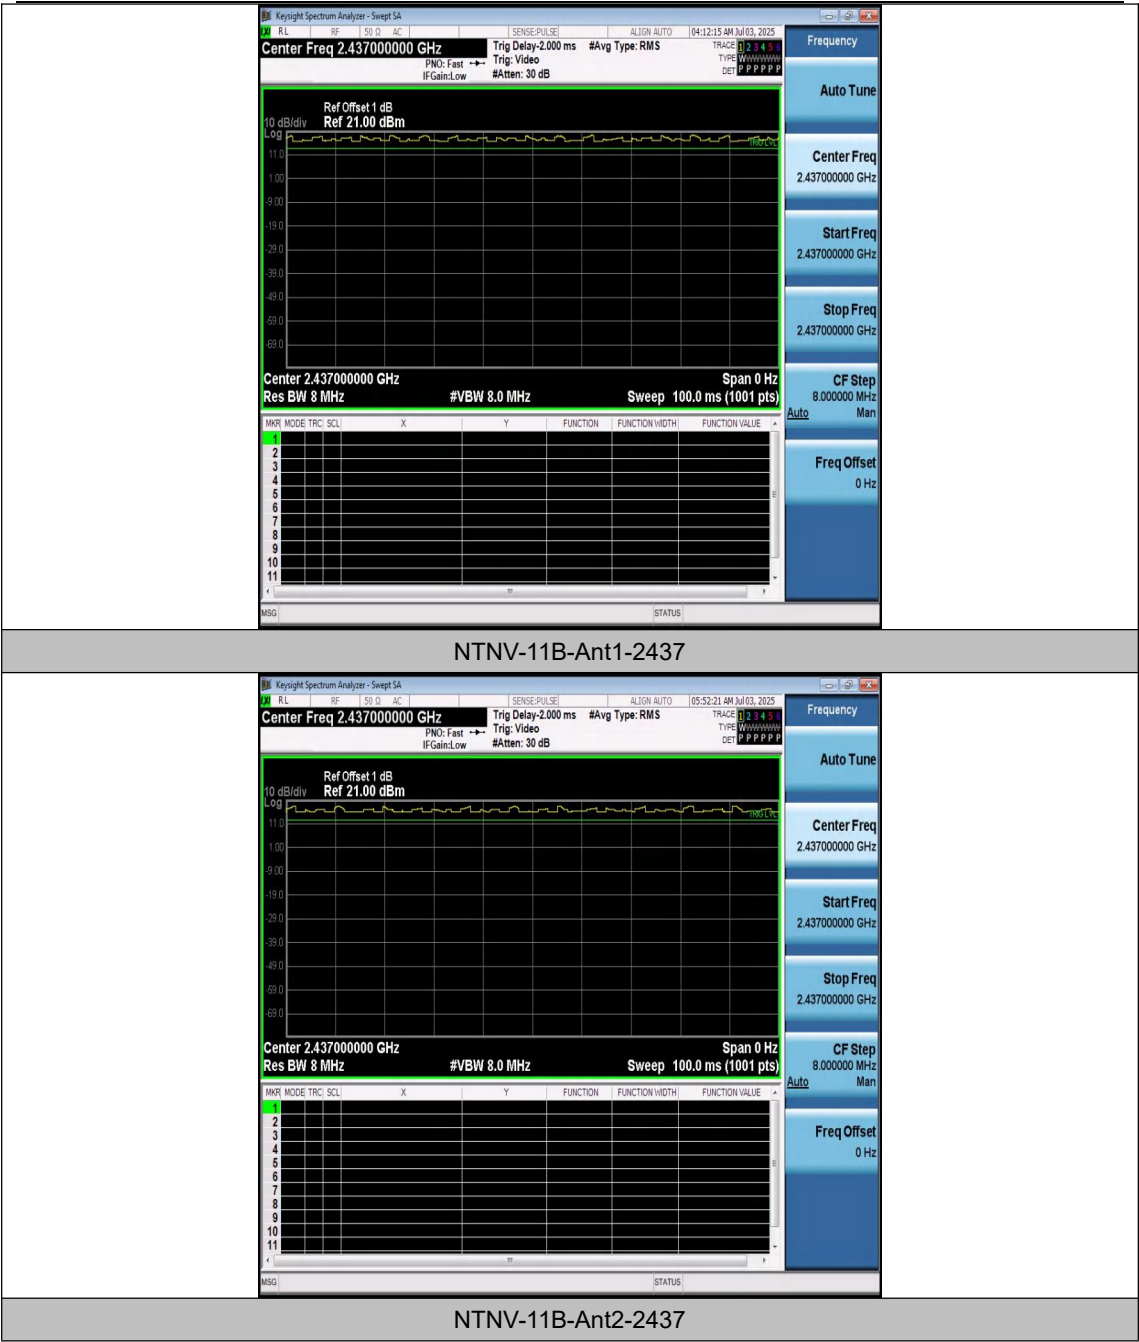 Keysight Spectrum Analyzer - Swept SA
RL RF 50 Ω AC SENSE:PULSE ALIGN AUTO 04:12:15 AM Jul 03, 2025
Center Freq 2.437000000 GHz
PNO: Fast
IFGain:Low
Trig Delay-2.000 ms
Trig: Video
#Atten: 30 dB
#Avg Type: RMS
TRACE 1 2 3 4 5 6
TYPE W
DET P P P P P P
Ref Offset 1 dB
10 dB/div Ref 21.00 dBm
Log
TRIG LVL
11.0
1.00
-9.00
-19.0
-29.0
-39.0
-49.0
-59.0
-69.0
Center 2.437000000 GHz Span 0 Hz
Res BW 8 MHz #VBW 8.0 MHz Sweep 100.0 ms (1001 pts)
MKR MODE TRC SCL X Y FUNCTION FUNCTION WIDTH FUNCTION VALUE
1
2
3
4
5
6
7
8
9
10
11
MSG STATUS
Frequency
Auto Tune
Center Freq
2.437000000 GHz
Start Freq
2.437000000 GHz
Stop Freq
2.437000000 GHz
CF Step
8.000000 MHz
Auto Man
Freq Offset
0 Hz
NTNV-11B-Ant1-2437
Keysight Spectrum Analyzer - Swept SA
RL RF 50 Ω AC SENSE:PULSE ALIGN AUTO 05:52:21 AM Jul 03, 2025
Center Freq 2.437000000 GHz
PNO: Fast
IFGain:Low
Trig Delay-2.000 ms
Trig: Video
#Atten: 30 dB
#Avg Type: RMS
TRACE 1 2 3 4 5 6
TYPE W
DET P P P P P P
Ref Offset 1 dB
10 dB/div Ref 21.00 dBm
Log
TRIG LVL
11.0
1.00
-9.00
-19.0
-29.0
-39.0
-49.0
-59.0
-69.0
Center 2.437000000 GHz Span 0 Hz
Res BW 8 MHz #VBW 8.0 MHz Sweep 100.0 ms (1001 pts)
MKR MODE TRC SCL X Y FUNCTION FUNCTION WIDTH FUNCTION VALUE
1
2
3
4
5
6
7
8
9
10
11
MSG STATUS
Frequency
Auto Tune
Center Freq
2.437000000 GHz
Start Freq
2.437000000 GHz
Stop Freq
2.437000000 GHz
CF Step
8.000000 MHz
Auto Man
Freq Offset
0 Hz
NTNV-11B-Ant2-2437